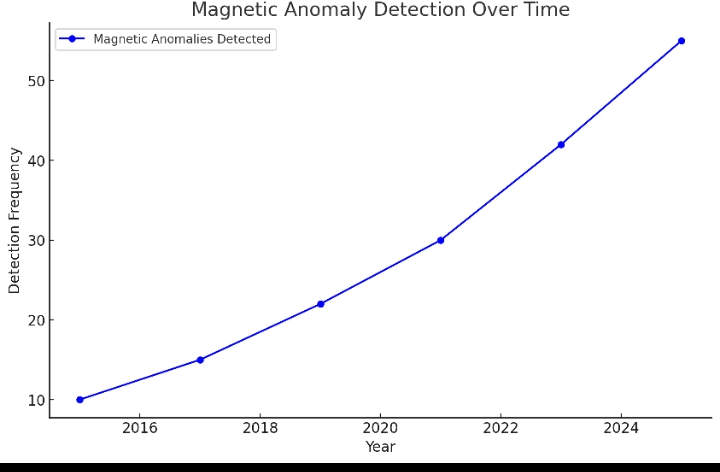 Magnetic Anomaly Detection Over Time
Magnetic Anomalies Detected
50
40
30
20
10
Detection Frequency
2016 2018 2020 2022 2024
Year